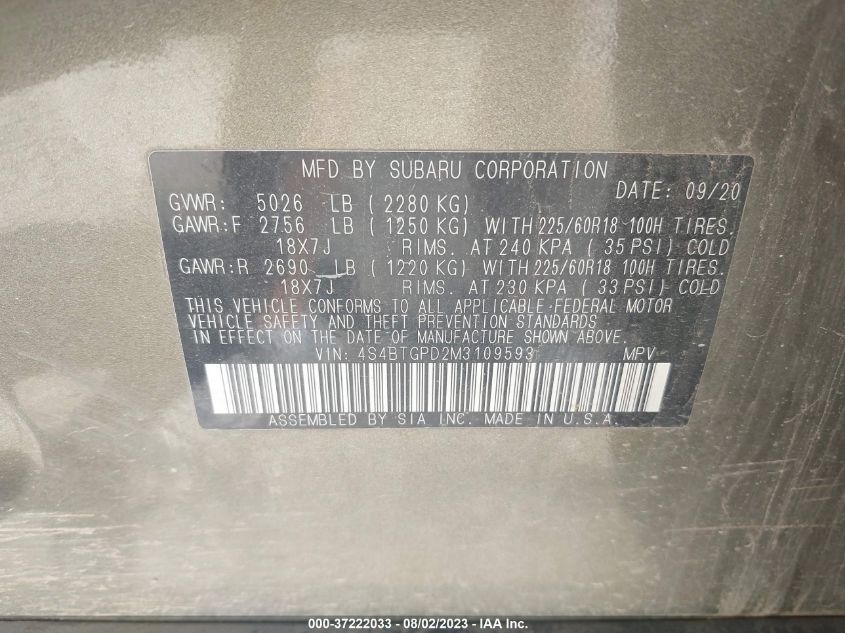 MFD BY SUBARU CORPORATION
DATE: 09/20
GVWR: 5026 LB ( 2280 KG)
GAWR:F 2756 LB ( 1250 KG) WITH 225/60R18 100H TIRES.
18X7J RIMS. AT 240 KPA ( 35 PSI) COLD
GAWR:R 2690 LB ( 1220 KG) WITH 225/60R18 100H TIRES.
18X7J RIMS. AT 230 KPA ( 33 PSI) COLD
THIS VEHICLE CONFORMS TO ALL APPLICABLE FEDERAL MOTOR
VEHICLE SAFETY AND THEFT PREVENTION STANDARDS
IN EFFECT ON THE DATE OF MANUFACTURE SHOWN ABOVE.
VIN: 4S4BTGPD2M3109593 MPV
ASSEMBLED BY SIA INC. MADE IN U.S.A.
000-37222033 - 08/02/2023 - IAA Inc.